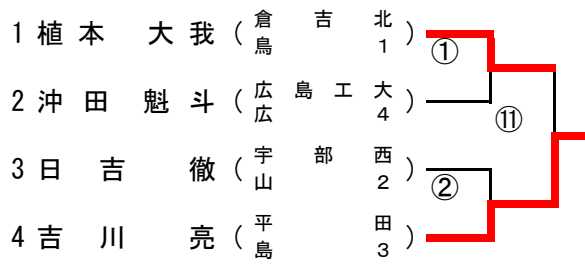 1 植本 大我 (倉吉北 鳥 1)
①
2 沖田 魁斗 (広島工大 広 4)
⑪
3 日吉 徹 (宇部西 山 2)
②
4 吉川 亮 (平田 島 3)